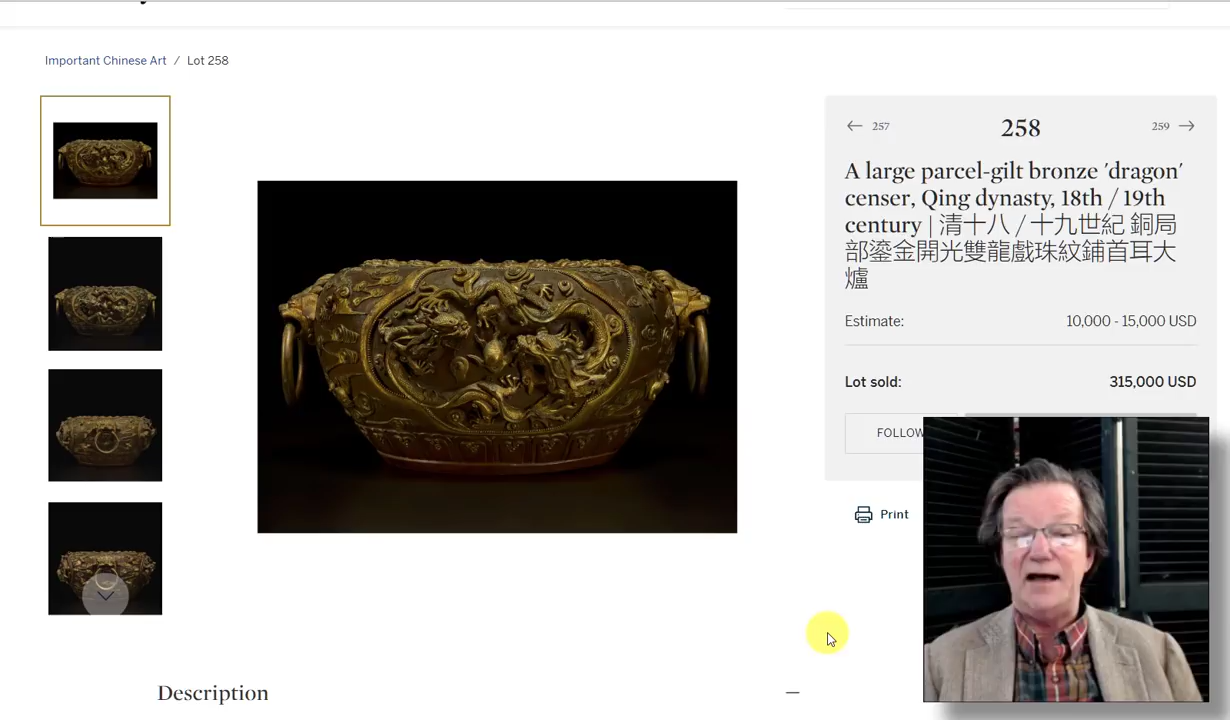 Important Chinese Art / Lot 258
← 257
258
259 →
A large parcel-gilt bronze 'dragon'
censer, Qing dynasty, 18th / 19th
century | 清十八 / 十九世紀 銅局
部鎏金開光雙龍戲珠紋鋪首耳大
爐
Estimate: 10,000 - 15,000 USD
Lot sold: 315,000 USD
FOLLOW
Print
Description